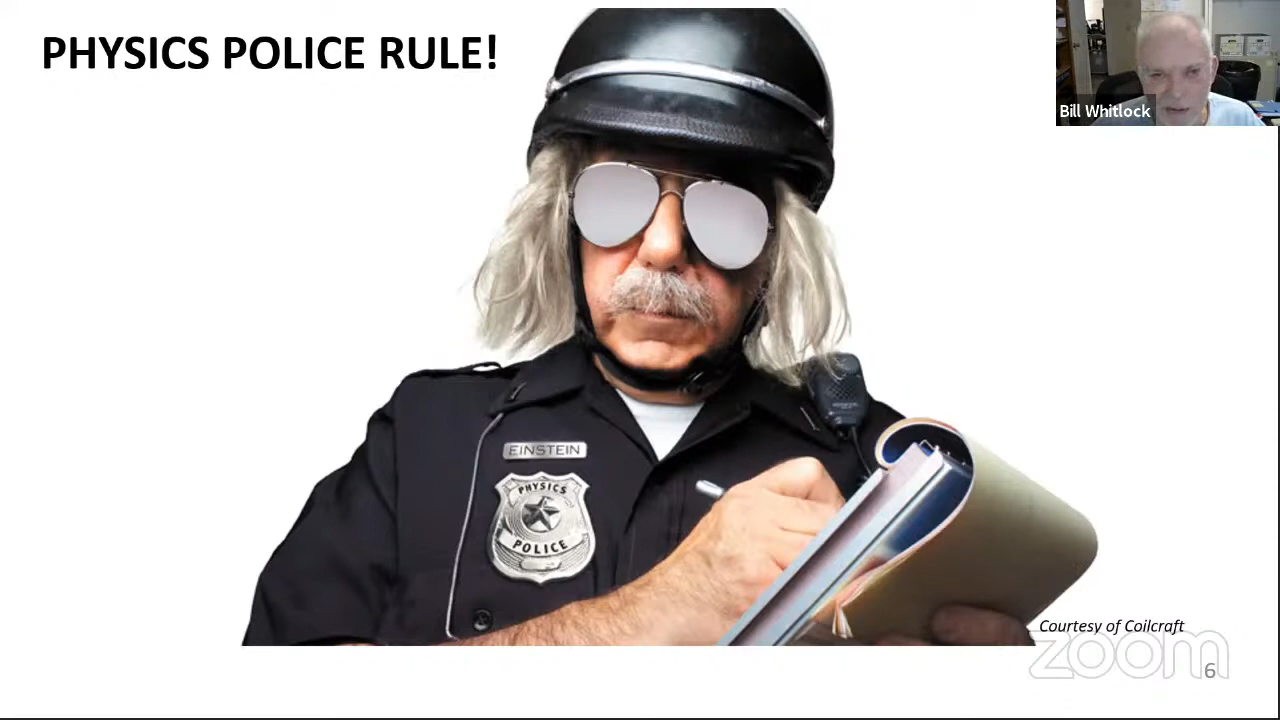 PHYSICS POLICE RULE!
Bill Whitlock
EINSTEIN
PHYSICS
POLICE
Courtesy of Coilcraft
zoom
6